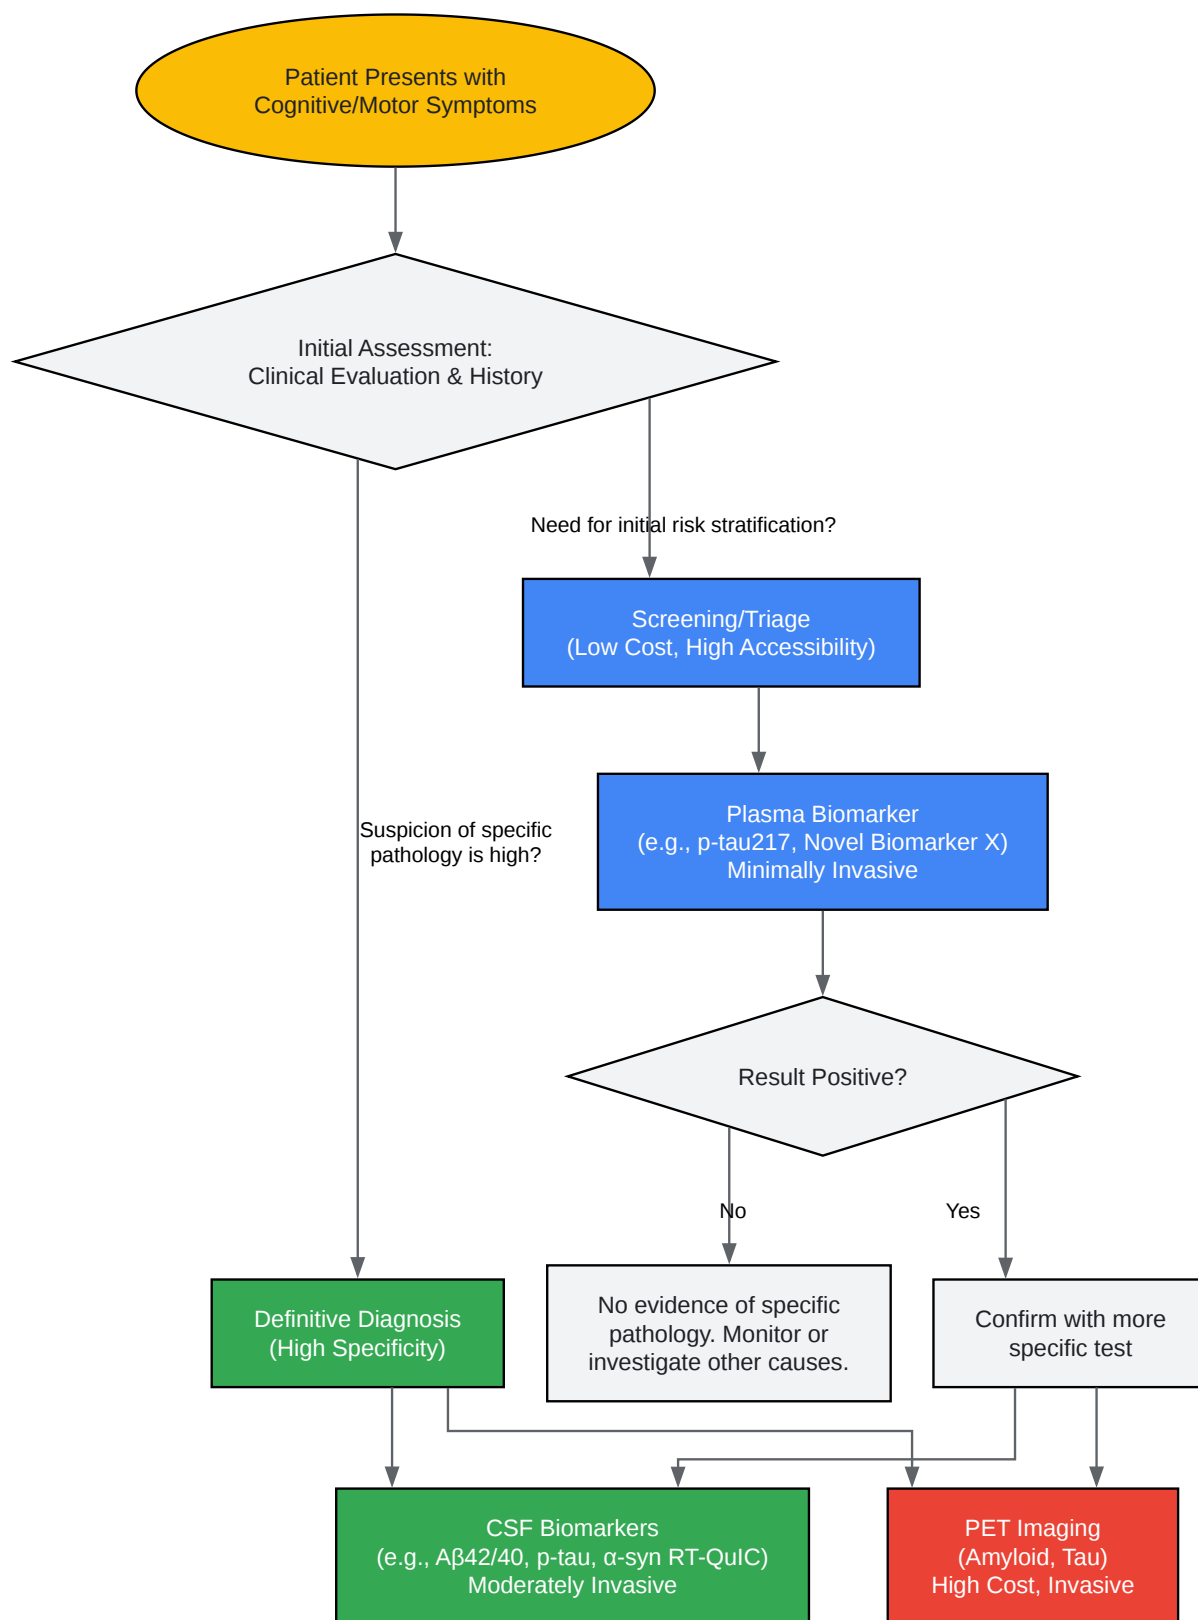 Patient Presents with
Cognitive/Motor Symptoms
Initial Assessment:
Clinical Evaluation & History
Need for initial risk stratification?
Screening/Triage
(Low Cost, High Accessibility)
Plasma Biomarker
(e.g., p-tau217, Novel Biomarker X)
Minimally Invasive
Suspicion of specific
pathology is high?
Result Positive?
No
Yes
Definitive Diagnosis
(High Specificity)
No evidence of specific
pathology. Monitor or
investigate other causes.
Confirm with more
specific test
CSF Biomarkers
(e.g., Aβ42/40, p-tau, α-syn RT-QuIC)
Moderately Invasive
PET Imaging
(Amyloid, Tau)
High Cost, Invasive